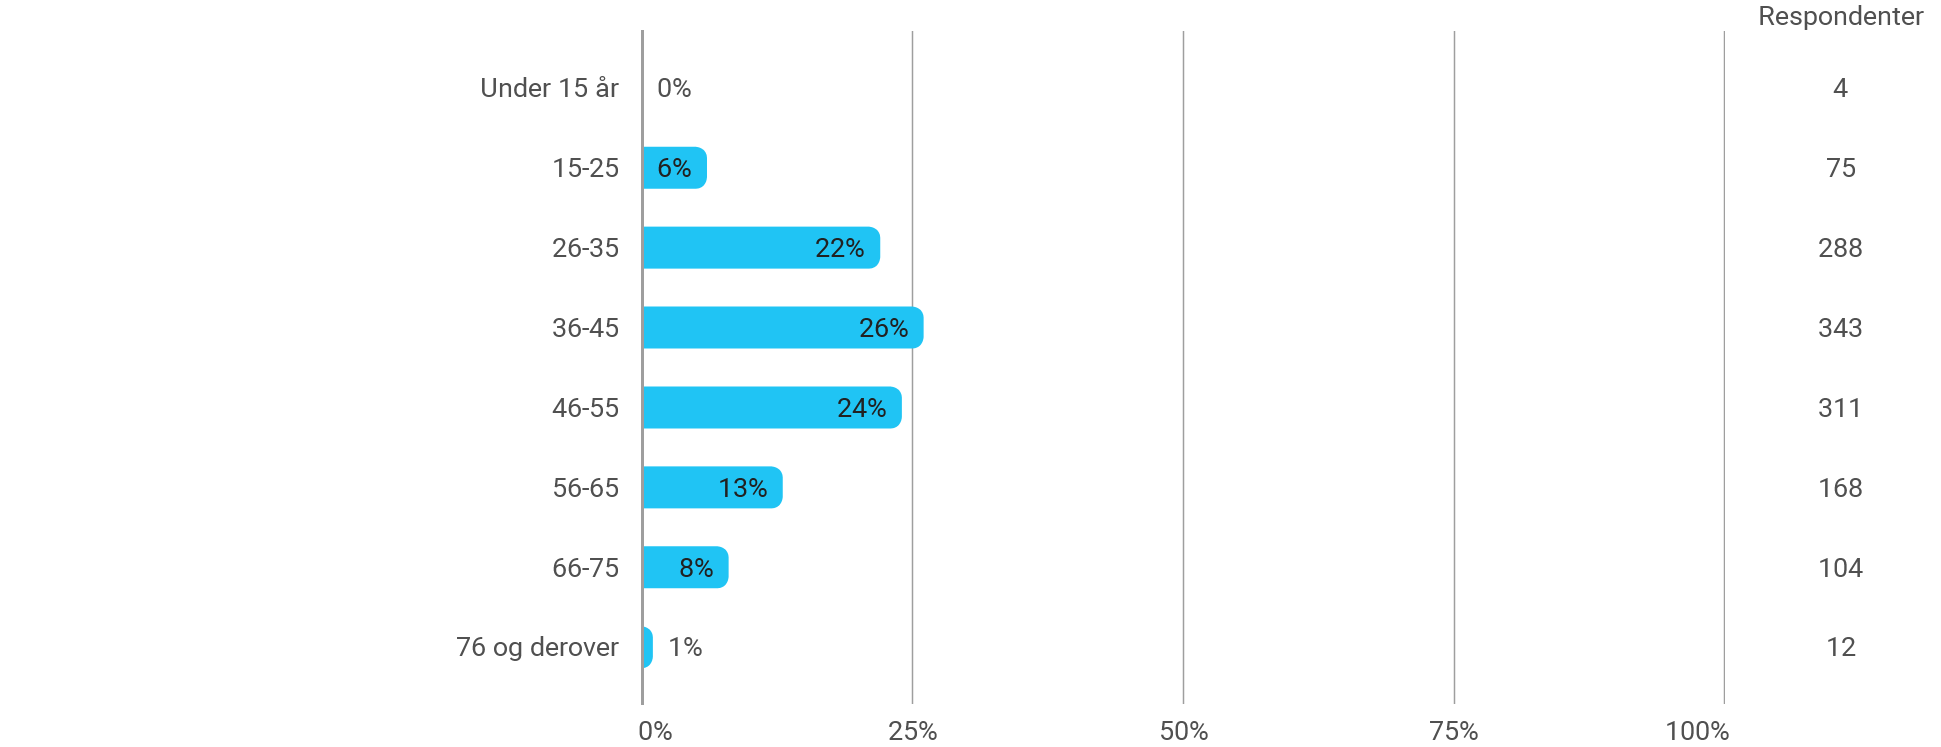 Respondenter
Under 15 år 0% 4
15-25 6% 75
26-35 22% 288
36-45 26% 343
46-55 24% 311
56-65 13% 168
66-75 8% 104
76 og derover 1% 12
0% 25% 50% 75% 100%